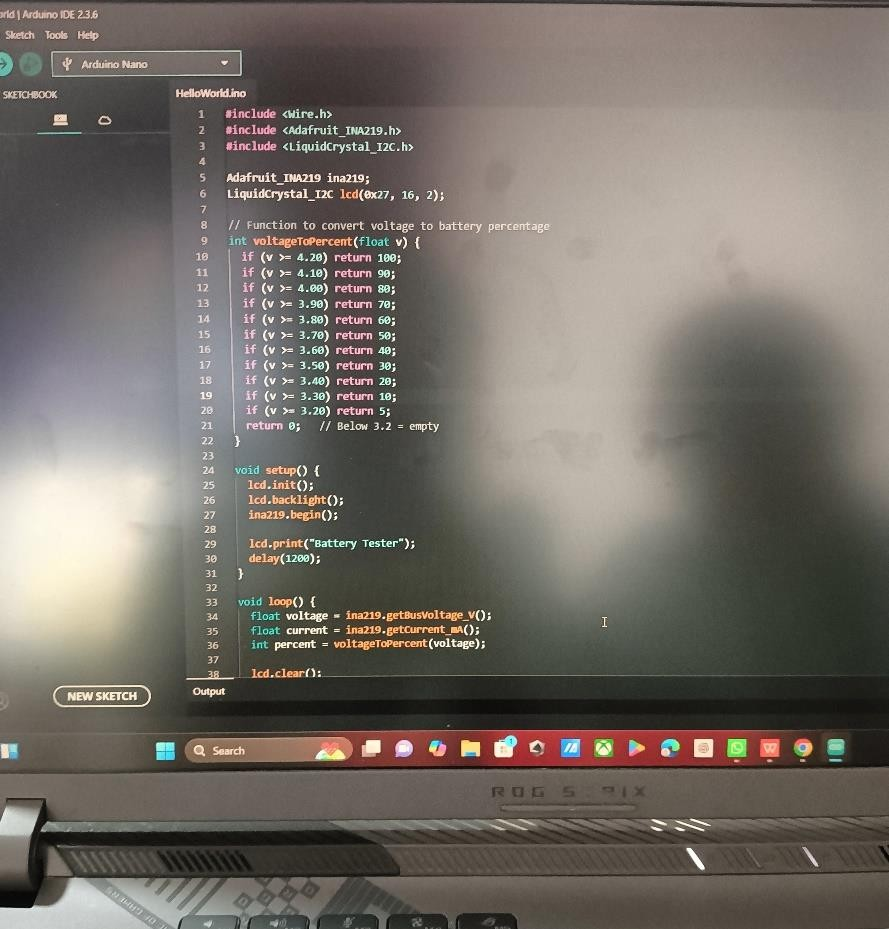 orld | Arduino IDE 2.3.6
Sketch Tools Help
Arduino Nano
SKETCHBOOK
HelloWorld.ino
1 #include <Wire.h>
2 #include <Adafruit_INA219.h>
3 #include <LiquidCrystal_I2C.h>
4
5 Adafruit_INA219 ina219;
6 LiquidCrystal_I2C lcd(0x27, 16, 2);
7
8 // Function to convert voltage to battery percentage
9 int voltageToPercent(float v) {
10 if (v >= 4.20) return 100;
11 if (v >= 4.10) return 90;
12 if (v >= 4.00) return 80;
13 if (v >= 3.90) return 70;
14 if (v >= 3.80) return 60;
15 if (v >= 3.70) return 50;
16 if (v >= 3.60) return 40;
17 if (v >= 3.50) return 30;
18 if (v >= 3.40) return 20;
19 if (v >= 3.30) return 10;
20 if (v >= 3.20) return 5;
21 return 0; // Below 3.2 = empty
22 }
23
24 void setup() {
25 lcd.init();
26 lcd.backlight();
27 ina219.begin();
28
29 lcd.print("Battery Tester");
30 delay(1200);
31 }
32
33 void loop() {
34 float voltage = ina219.getBusVoltage_V();
35 float current = ina219.getCurrent_mA();
36 int percent = voltageToPercent(voltage);
37
38 lcd.clear();
NEW SKETCH
Output
Search
1
ROG S